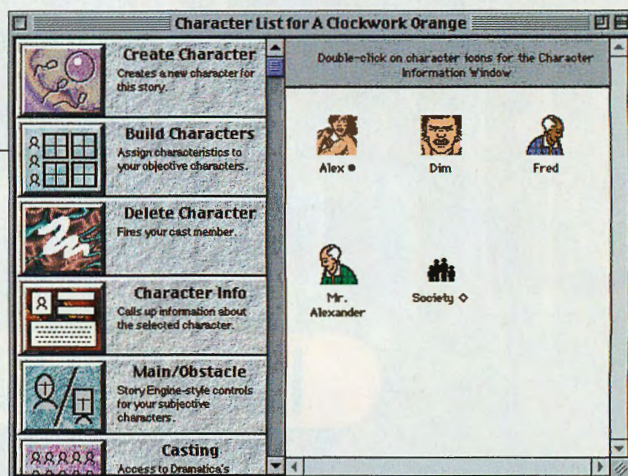 Character List for A Clockwork Orange
Create Character
Creates a new character for
this story.
Build Characters
Assign characteristics to
your objective characters.
Delete Character
Fires your cast member.
Character Info
Calls up information about
the selected character.
Main/Obstacle
Story Engine-style controls
for your subjective
characters.
Casting
Access to Dramatica's
Double-click on character icons for the Character
Information Window
Alex ●
Dim
Fred
Mr.
Alexander
Society ◇